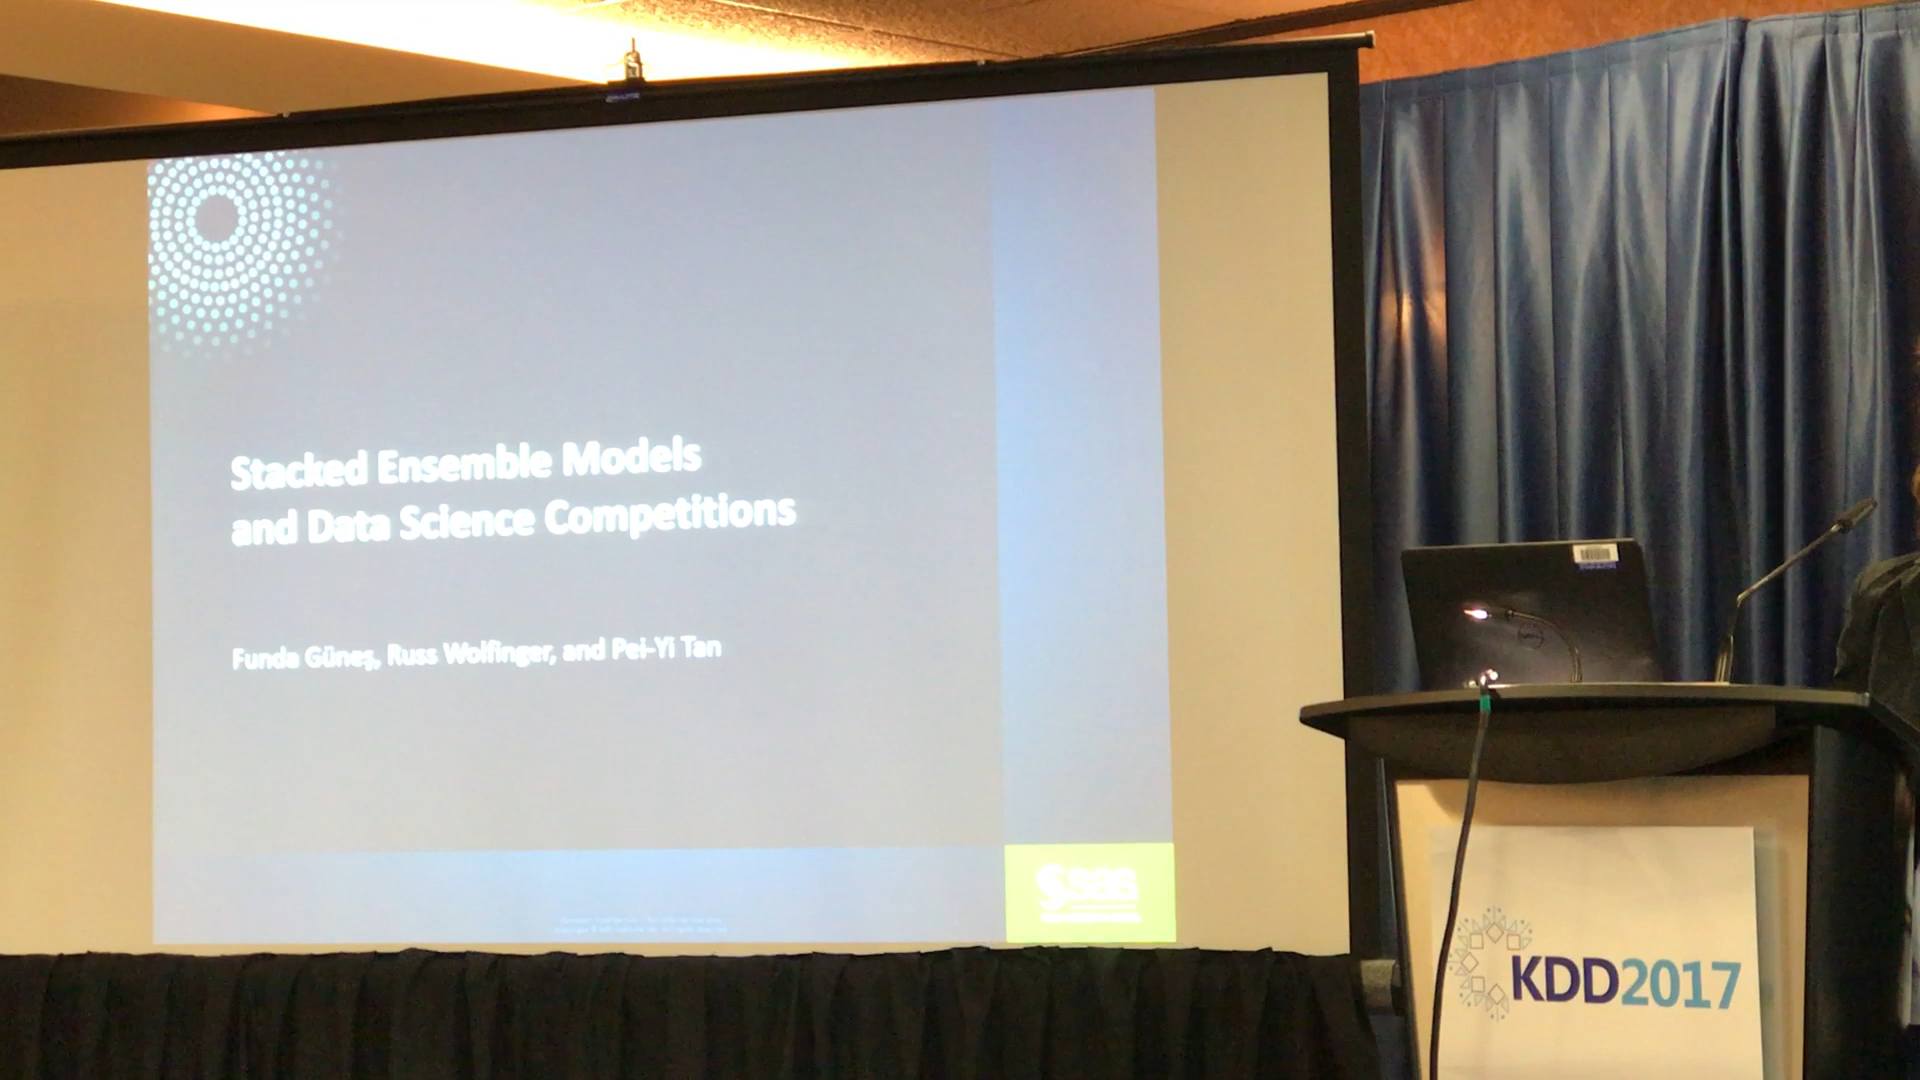 Stacked Ensemble Models
and Data Science Competitions
Funda Güneş, Russ Wolfinger, and Pei-Yi Tan
sas
KDD2017